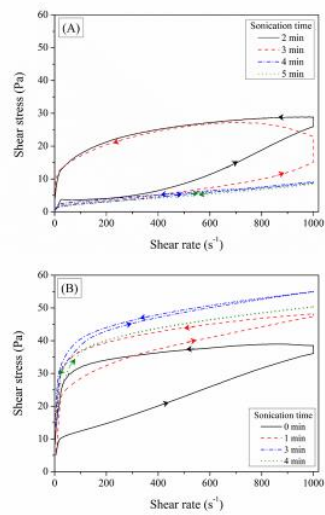 (A)
Sonication time
2 min
3 min
4 min
5 min
Shear stress (Pa)
60
50
40
30
20
10
0
0 200 400 600 800 1000
Shear rate (s⁻¹)
(B)
Shear stress (Pa)
60
50
40
30
20
10
0
Sonication time
0 min
1 min
3 min
4 min
0 200 400 600 800 1000
Shear rate (s⁻¹)